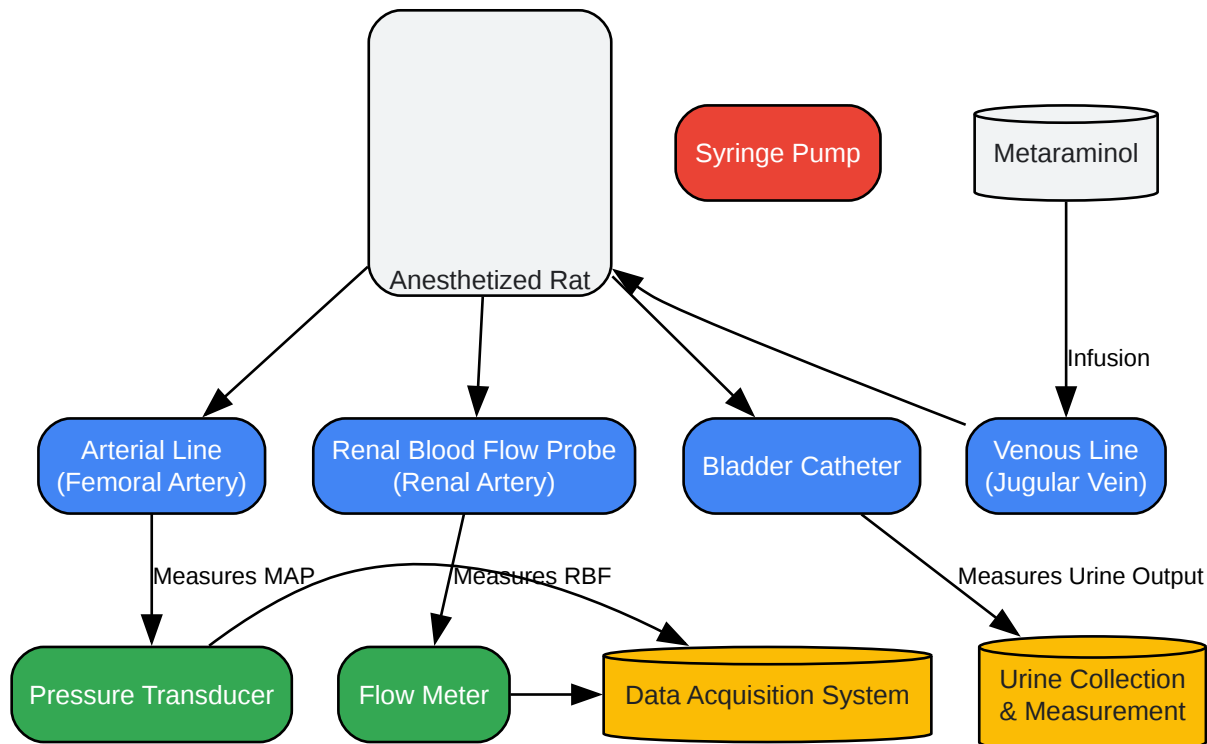 Syringe Pump
Metaraminol
Anesthetized Rat
Infusion
Arterial Line
(Femoral Artery)
Renal Blood Flow Probe
(Renal Artery)
Bladder Catheter
Venous Line
(Jugular Vein)
Measures MAP
Measures RBF
Measures Urine Output
Pressure Transducer
Flow Meter
Data Acquisition System
Urine Collection
& Measurement